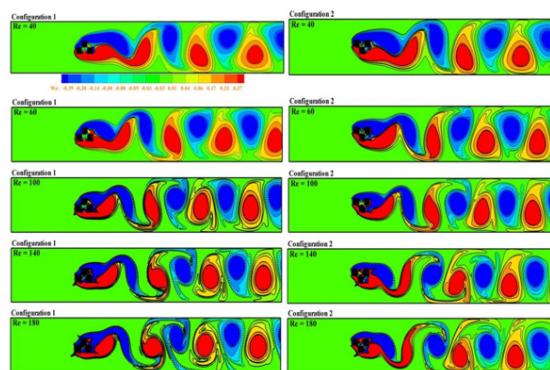 Configuration 1
Re = 40
Configuration 2
Re = 40
Configuration 1
Re = 60
Configuration 2
Re = 60
Configuration 1
Re = 100
Configuration 2
Re = 100
Configuration 1
Re = 140
Configuration 2
Re = 140
Configuration 1
Re = 180
Configuration 2
Re = 180